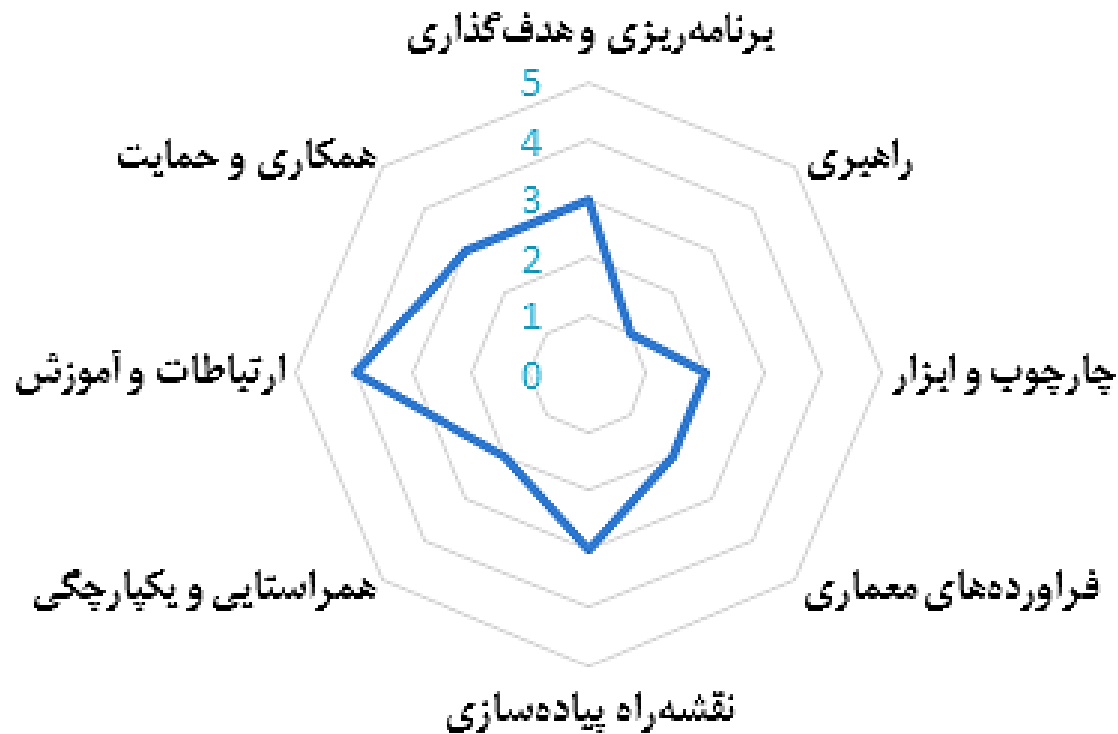 برنامه‌ریزی و هدف‌گذاری
5
همکاری و حمایت
4
راهبری
3
2
1
ارتباطات و آموزش
0
چارچوب و ابزار
همراستایی و یکپارچگی
فراورده‌های معماری
نقشه‌راه پیاده‌سازی